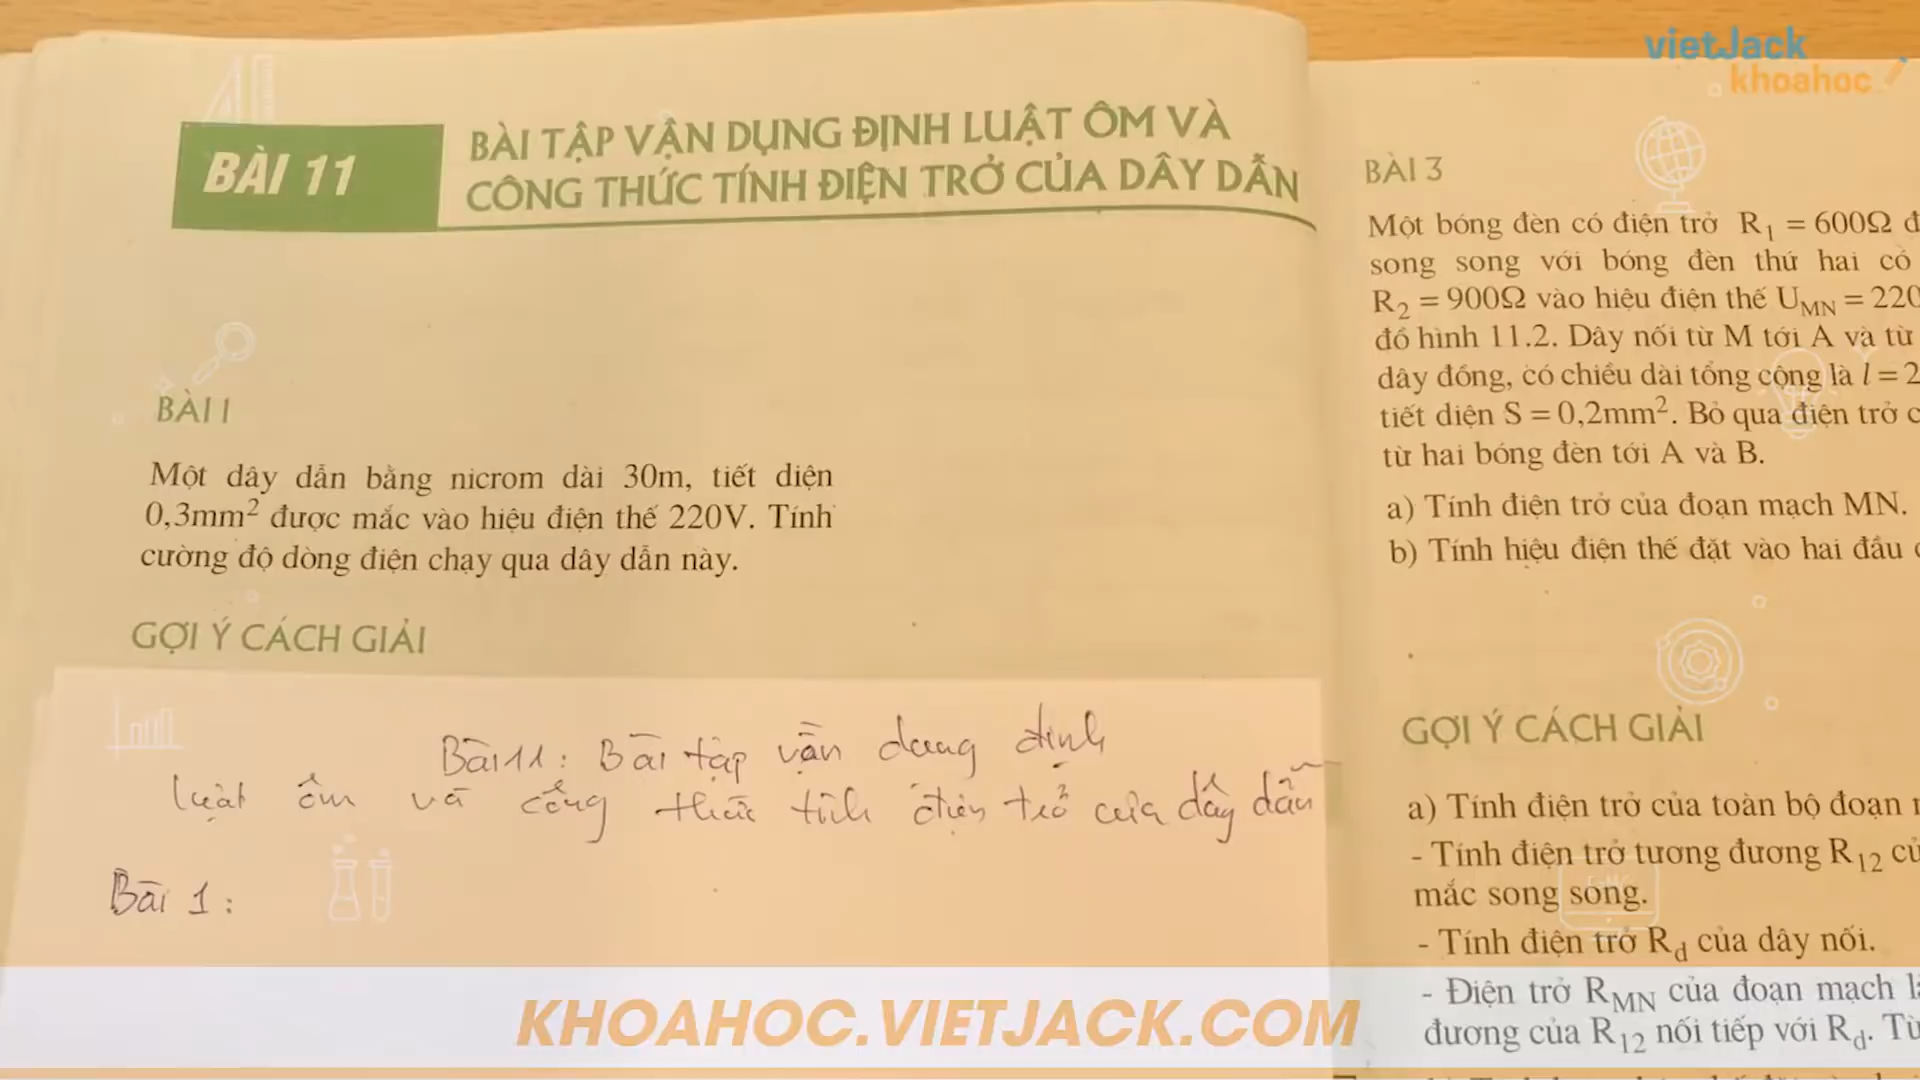 vietJack
khoahoc
BÀI 11
BÀI TẬP VẬN DỤNG ĐỊNH LUẬT ÔM VÀ
CÔNG THỨC TÍNH ĐIỆN TRỞ CỦA DÂY DẪN
BÀI 1
Một dây dẫn bằng nicrom dài 30m, tiết diện
0,3mm² được mắc vào hiệu điện thế 220V. Tính
cường độ dòng điện chạy qua dây dẫn này.
GỢI Ý CÁCH GIẢI
Bài 11: Bài tập vận dụng định
luật ôm và công thức tính điện trở của dây dẫn
Bài 1:
BÀI 3
Một bóng đèn có điện trở R₁ = 600Ω đ
song song với bóng đèn thứ hai có
R₂ = 900Ω vào hiệu điện thế U_MN = 220
đồ hình 11.2. Dây nối từ M tới A và từ
dây đồng, có chiều dài tổng cộng là l = 2
tiết diện S = 0,2mm². Bỏ qua điện trở c
từ hai bóng đèn tới A và B.
a) Tính điện trở của đoạn mạch MN.
b) Tính hiệu điện thế đặt vào hai đầu
GỢI Ý CÁCH GIẢI
a) Tính điện trở của toàn bộ đoạn
- Tính điện trở tương đương R₁₂ củ
mắc song song.
- Tính điện trở R_d của dây nối.
- Điện trở R_MN của đoạn mạch l
đương của R₁₂ nối tiếp với R_d. Từ
KHOAHOC.VIETJACK.COM